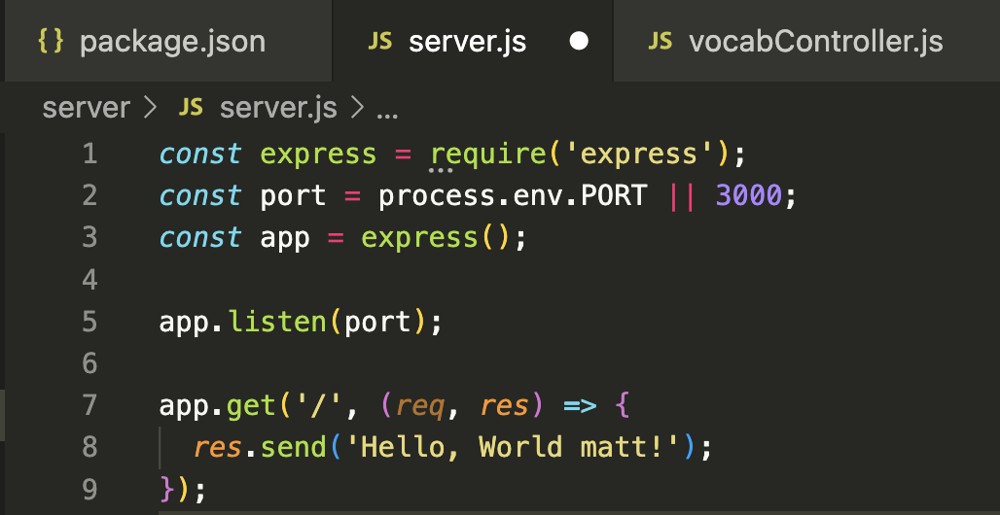 {} package.json JS server.js JS vocabController.js
server > JS server.js > ...
1 const express = require('express');
2 const port = process.env.PORT || 3000;
3 const app = express();
4
5 app.listen(port);
6
7 app.get('/', (req, res) => {
8   res.send('Hello, World matt!');
9 });